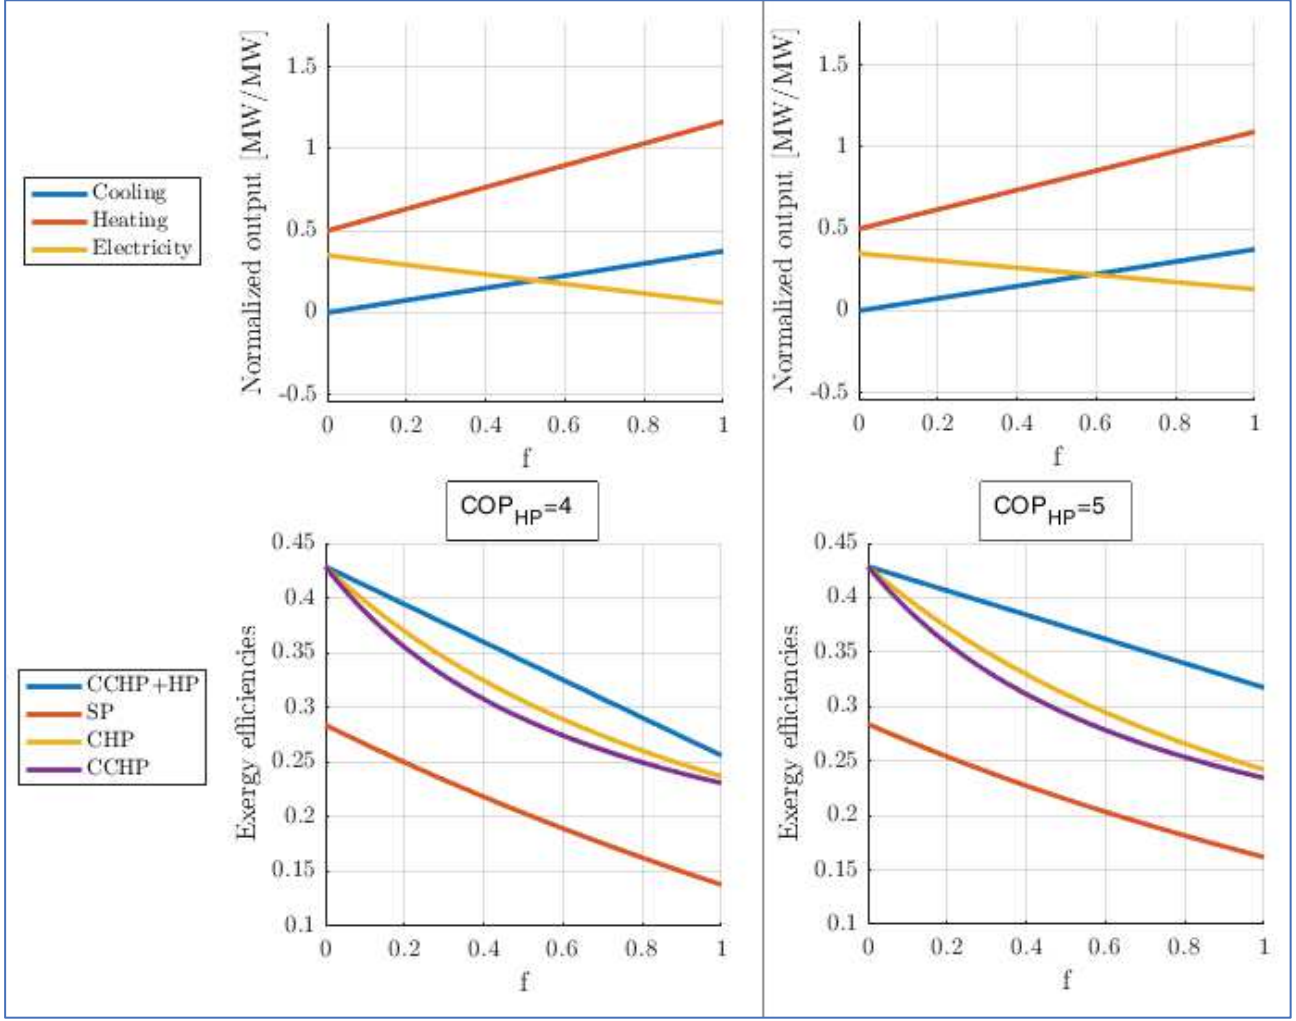 Normalized output [MW/MW]
1.5
1
0.5
0
-0.5
0 0.2 0.4 0.6 0.8 1
f
Normalized output [MW/MW]
1.5
1
0.5
0
-0.5
0 0.2 0.4 0.6 0.8 1
f
Cooling
Heating
Electricity
COP_HP=4
COP_HP=5
Exergy efficiencies
0.45
0.4
0.35
0.3
0.25
0.2
0.15
0.1
0 0.2 0.4 0.6 0.8 1
f
Exergy efficiencies
0.45
0.4
0.35
0.3
0.25
0.2
0.15
0.1
0 0.2 0.4 0.6 0.8 1
f
CCHP+HP
SP
CHP
CCHP